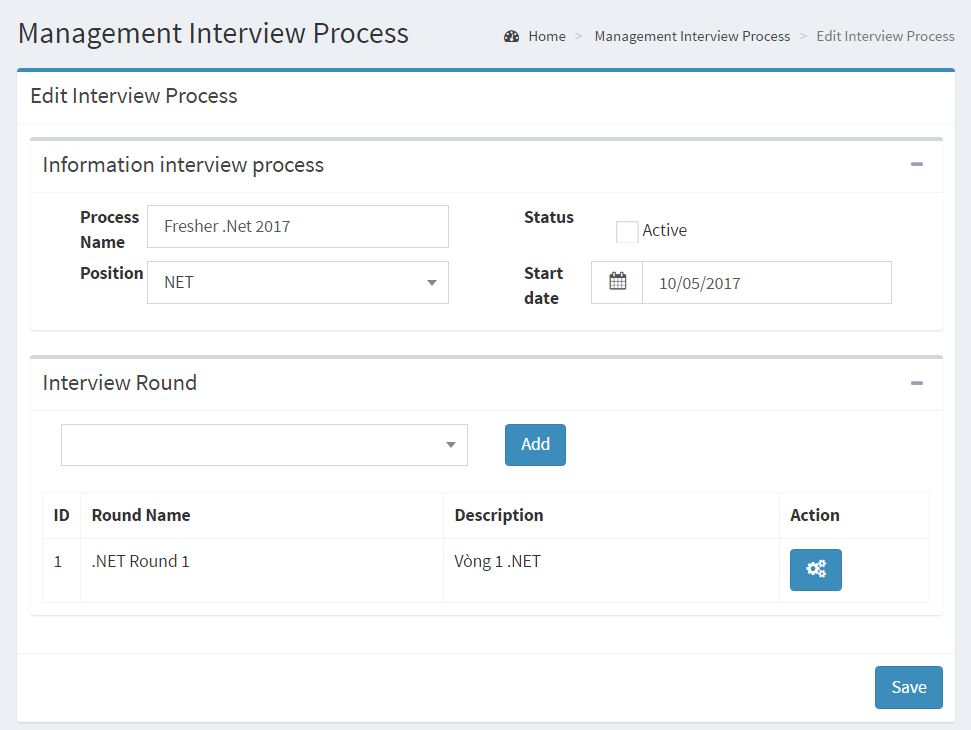 Management Interview Process
Home > Management Interview Process > Edit Interview Process
Edit Interview Process
Information interview process
Process Name
Fresher .Net 2017
Status
Active
Position
NET
Start date
10/05/2017
Interview Round
Add
ID Round Name Description Action
1 .NET Round 1 Vòng 1 .NET
Save